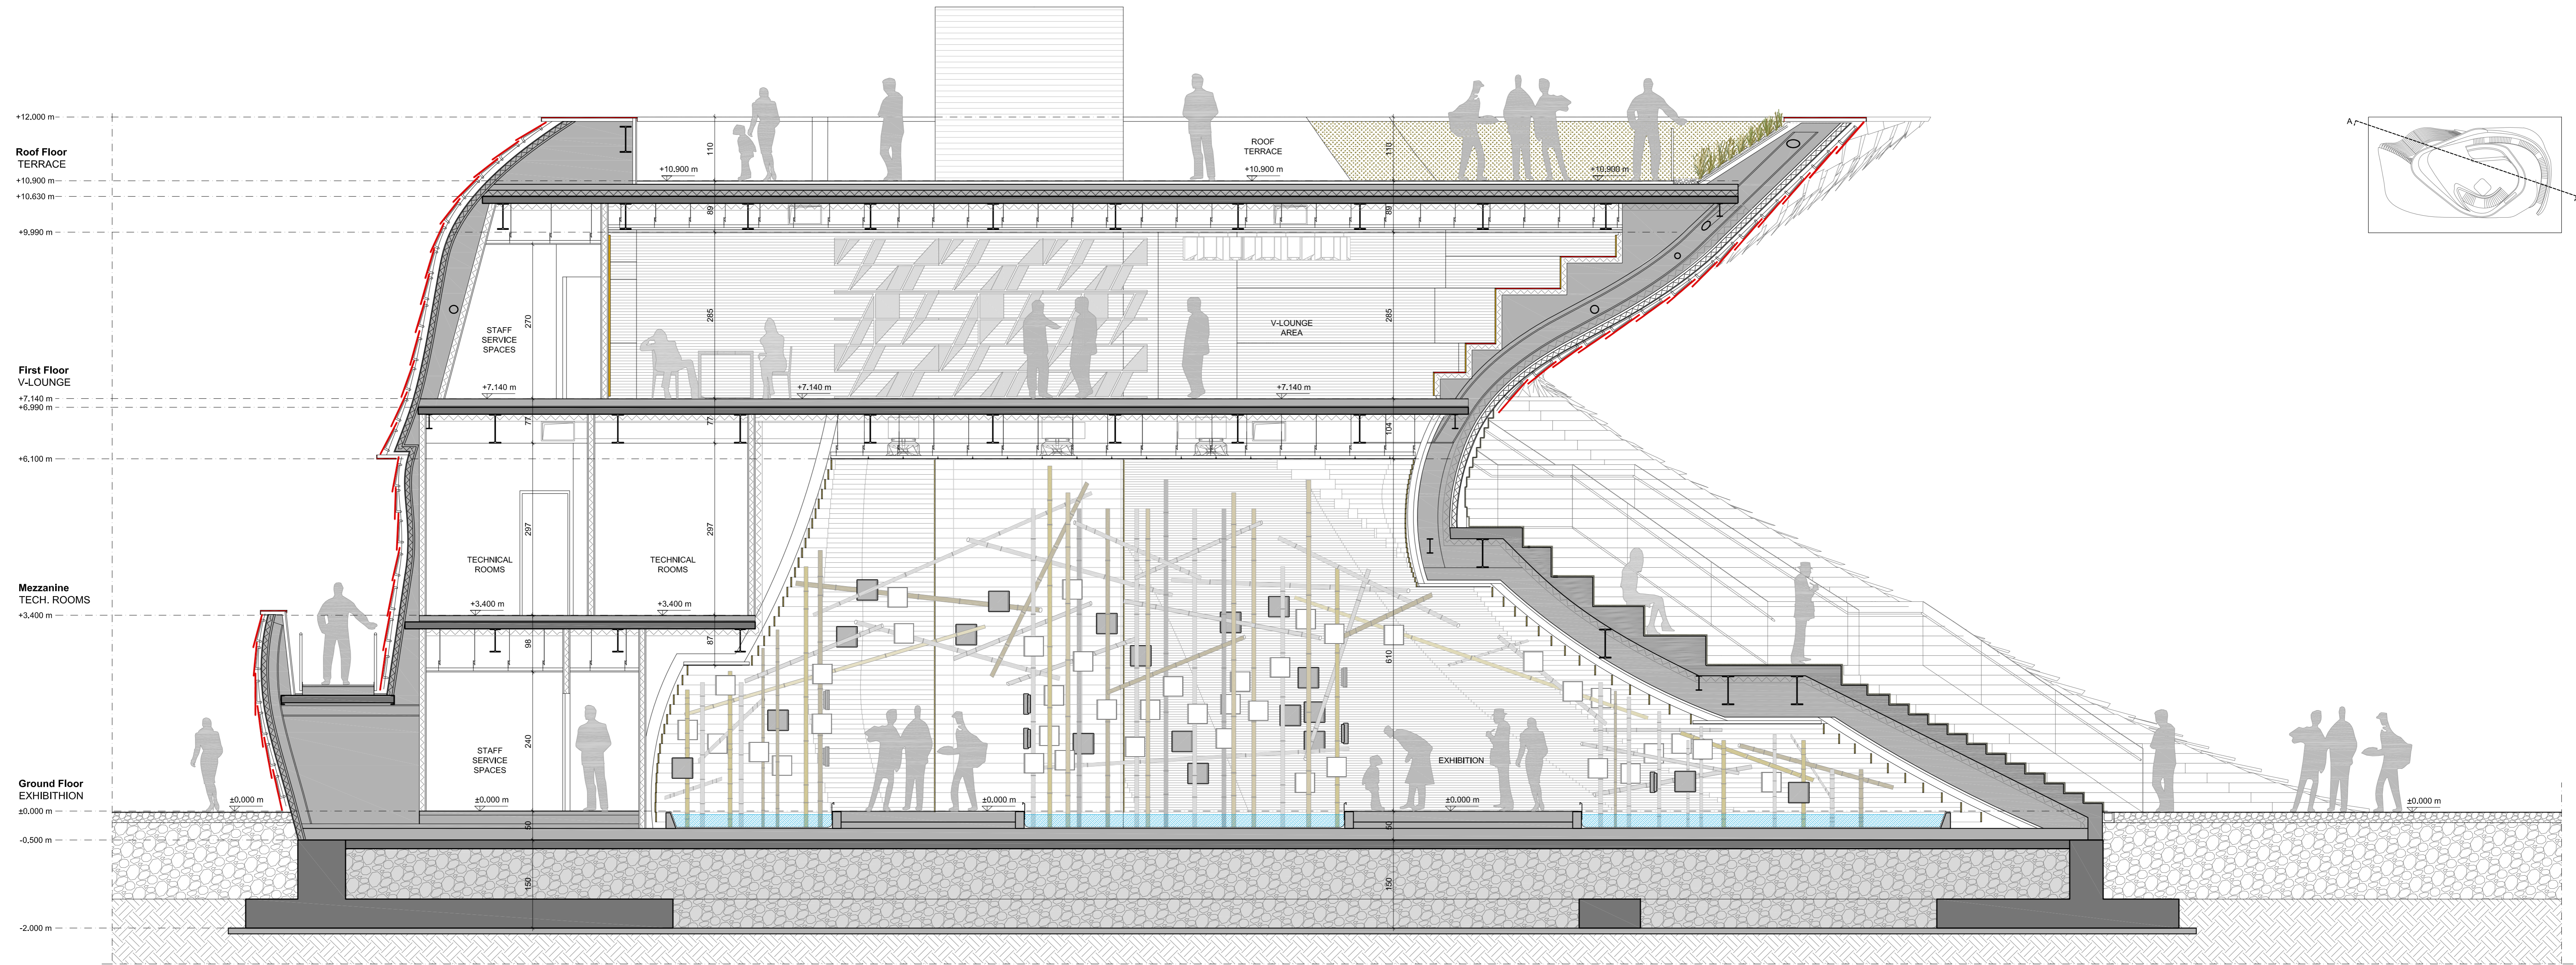 +12.000 m
Roof Floor
TERRACE
+10.900 m
+10.630 m
+9.990 m
First Floor
V-LOUNGE
+7.140 m
+6.990 m
+6.100 m
Mezzanine
TECH. ROOMS
+3.400 m
Ground Floor
EXHIBITHION
±0.000 m
-0.500 m
-2.000 m
A
110
+10.900 m
ROOF
TERRACE
+10.900 m
110
+10.900 m
89
89
270
STAFF
SERVICE
SPACES
285
V-LOUNGE
AREA
285
+7.140 m
+7.140 m
+7.140 m
77
77
104
297
297
TECHNICAL
ROOMS
TECHNICAL
ROOMS
+3.400 m
+3.400 m
98
87
610
240
STAFF
SERVICE
SPACES
EXHIBITION
±0.000 m
±0.000 m
±0.000 m
±0.000 m
±0.000 m
50
50
150
150